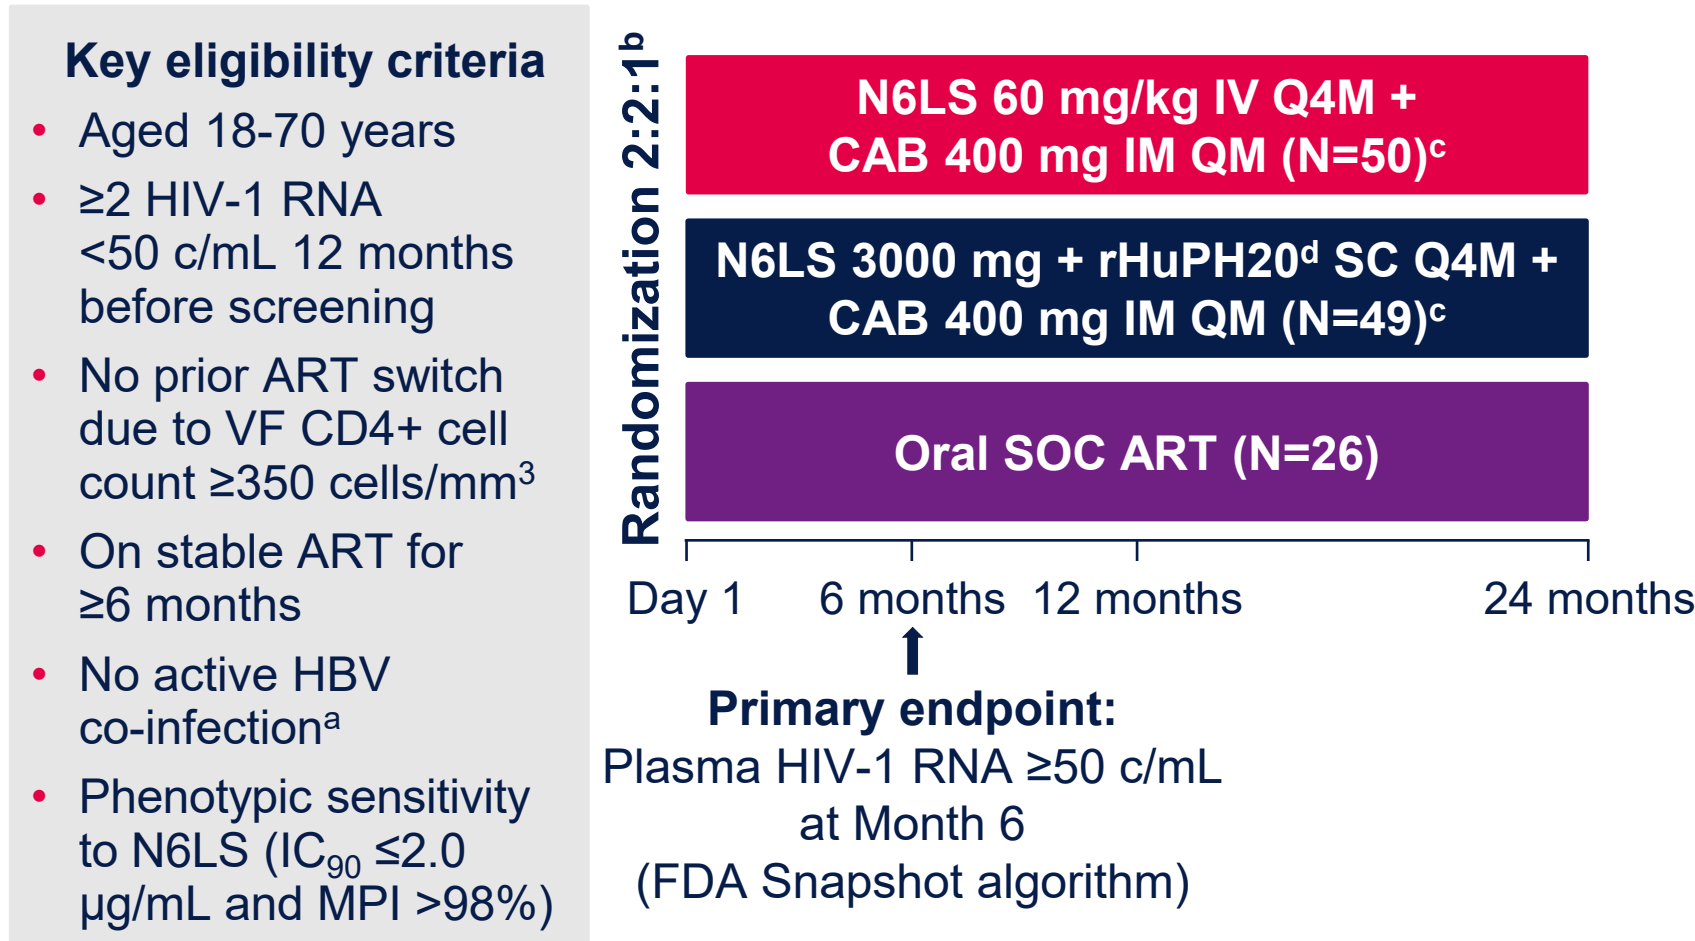 Key eligibility criteria
• Aged 18-70 years
• ≥2 HIV-1 RNA
<50 c/mL 12 months
before screening
• No prior ART switch
due to VF CD4+ cell
count ≥350 cells/mm³
• On stable ART for
≥6 months
• No active HBV
co-infectionᵃ
• Phenotypic sensitivity
to N6LS (IC₉₀ ≤2.0
µg/mL and MPI >98%)
Randomization 2:2:1ᵇ
N6LS 60 mg/kg IV Q4M +
CAB 400 mg IM QM (N=50)ᶜ
N6LS 3000 mg + rHuPH20ᵈ SC Q4M +
CAB 400 mg IM QM (N=49)ᶜ
Oral SOC ART (N=26)
Day 1 6 months 12 months 24 months
Primary endpoint:
Plasma HIV-1 RNA ≥50 c/mL
at Month 6
(FDA Snapshot algorithm)